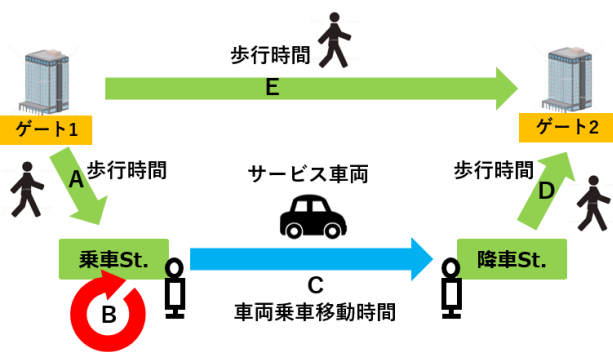 歩行時間
E
ゲート1
ゲート2
A
歩行時間
サービス車両
歩行時間
D
乗車St.
降車St.
C
B
車両乗車移動時間